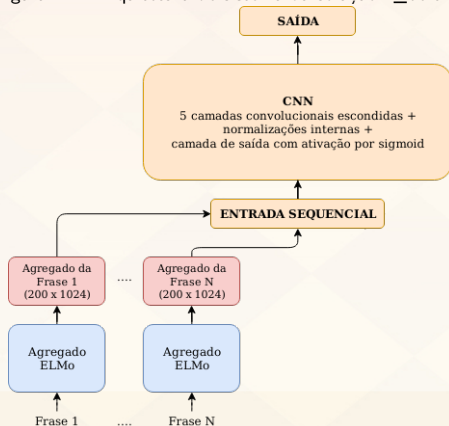 SAÍDA
CNN
5 camadas convolucionais escondidas +
normalizações internas +
camada de saída com ativação por sigmoid
ENTRADA SEQUENCIAL
Agregado da
Frase 1
(200 x 1024)
....
Agregado da
Frase N
(200 x 1024)
Agregado
ELMo
Agregado
ELMo
Frase 1
....
Frase N